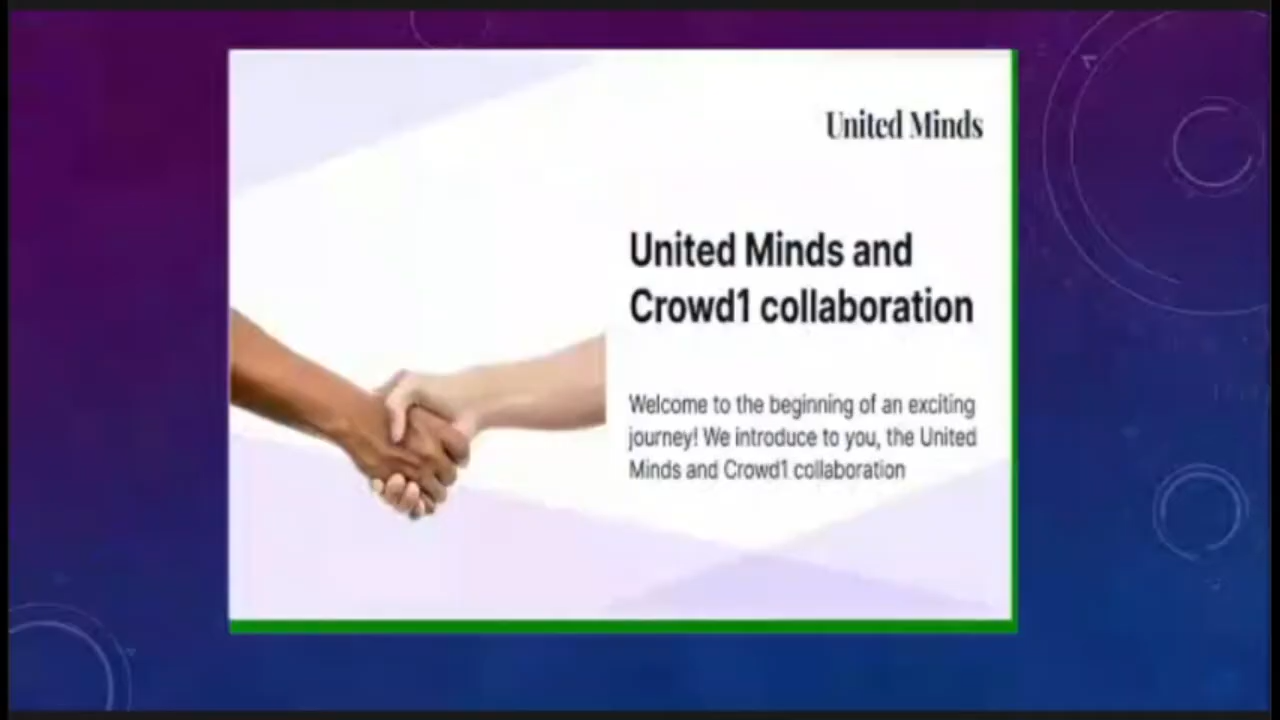 United Minds
United Minds and
Crowd1 collaboration
Welcome to the beginning of an exciting
journey! We introduce to you, the United
Minds and Crowd1 collaboration